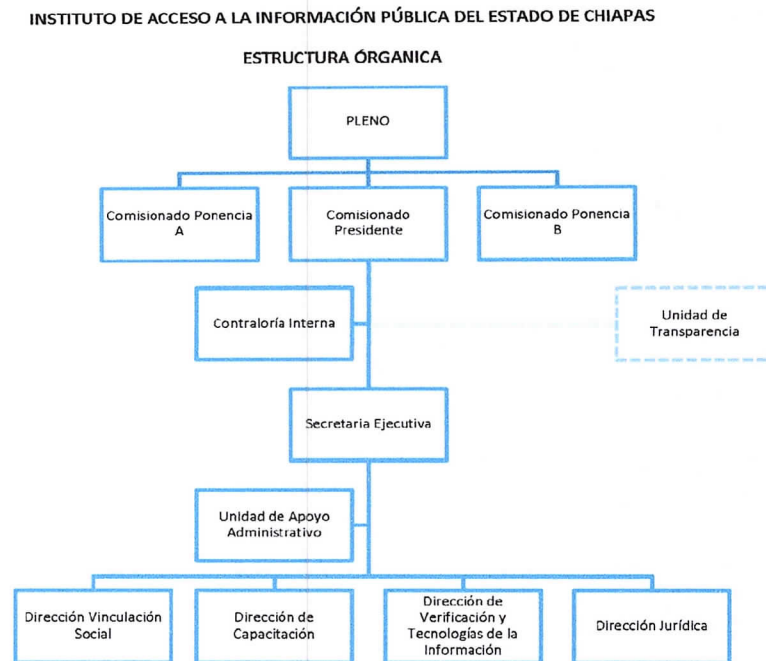 INSTITUTO DE ACCESO A LA INFORMACIÓN PÚBLICA DEL ESTADO DE CHIAPAS
ESTRUCTURA ÓRGANICA
PLENO
Comisionado Ponencia
A
Comisionado
Presidente
Comisionado Ponencia
B
Contraloría Interna
Unidad de
Transparencia
Secretaria Ejecutiva
Unidad de Apoyo
Administrativo
Dirección Vinculación
Social
Dirección de
Capacitación
Dirección de
Verificación y
Tecnologías de la
Información
Dirección Jurídica